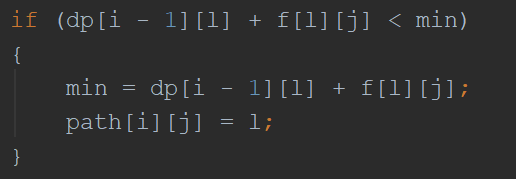 if (dp[i - 1][l] + f[l][j] < min)
{
min = dp[i - 1][l] + f[l][j];
path[i][j] = l;
}